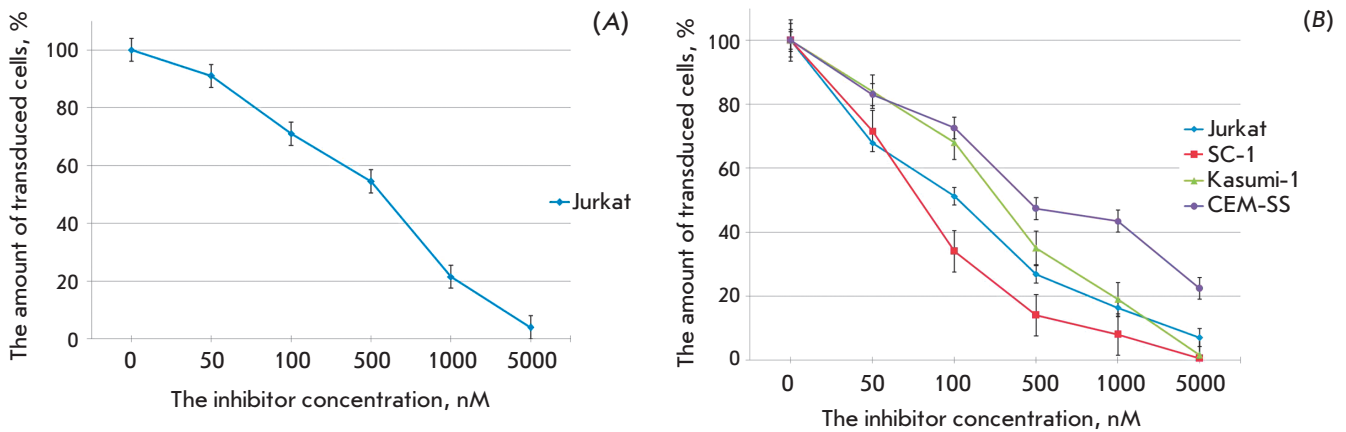 (A)
The amount of transduced cells, %
100
80
60
40
20
0
0 50 100 500 1000 5000
The inhibitor concentration, nM
Jurkat
(B)
The amount of transduced cells, %
100
80
60
40
20
0
0 50 100 500 1000 5000
The inhibitor concentration, nM
Jurkat
SC-1
Kasumi-1
CEM-SS